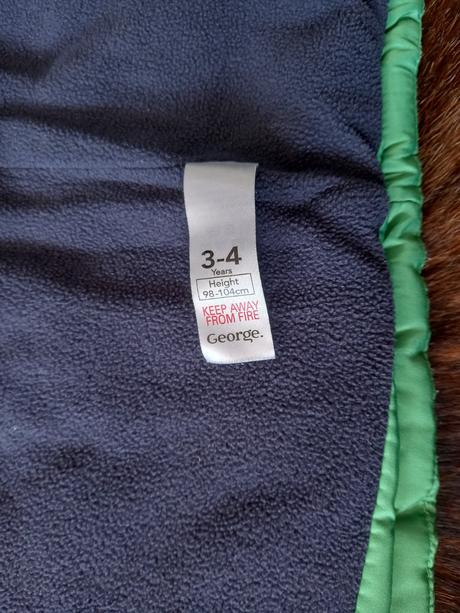 3-4
Years
Height
98-104cm
KEEP AWAY
FROM FIRE
George.